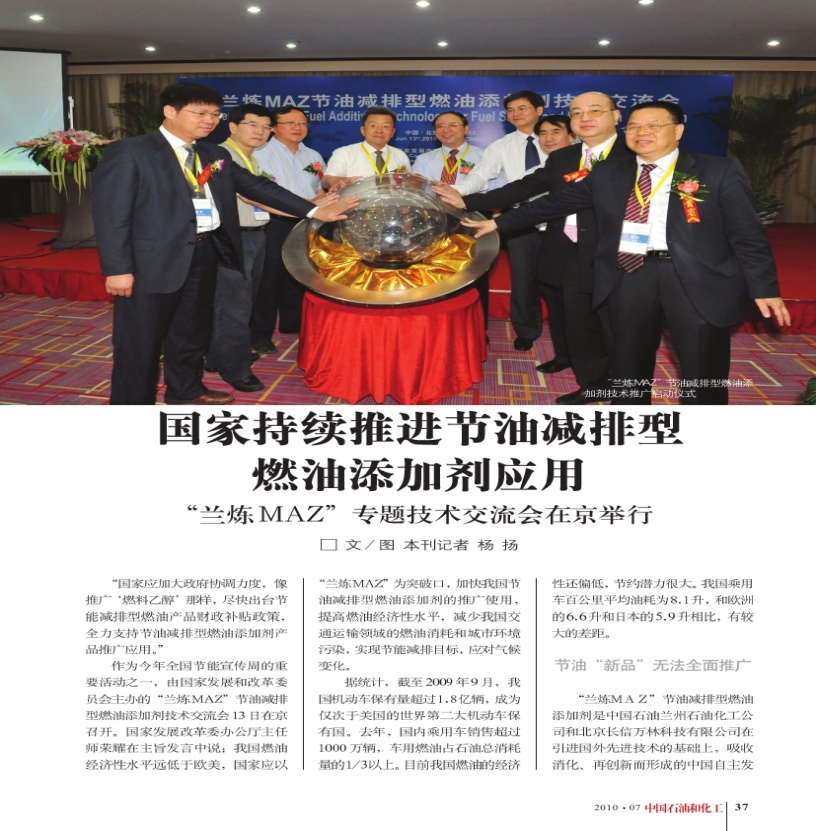 兰炼MAZ节油减排型燃油添
技
交流会
Fuel Addit
echnolog
Fuel S
中国·北
"兰炼MAZ"节油减排型燃油添
加剂技术推广启动仪式
国家持续推进节油减排型
燃油添加剂应用
"兰炼MAZ"专题技术交流会在京举行
□ 文／图 本刊记者 杨 扬
"国家应加大政府协调力度，像
推广'燃料乙醇'那样，尽快出台节
能减排型燃油产品财政补贴政策，
全力支持节油减排型燃油添加剂产
品推广应用。"
作为今年全国节能宣传周的重
要活动之一，由国家发展和改革委
员会主办的"兰炼MAZ"节油减排
型燃油添加剂技术交流会13日在京
召开。国家发展改革委办公厅主任
师荣耀在主旨发言中说：我国燃油
经济性水平远低于欧美，国家应以
"兰炼MAZ"为突破口，加快我国节
油减排型燃油添加剂的推广使用，
提高燃油经济性水平，减少我国交
通运输领域的燃油消耗和城市环境
污染，实现节能减排目标，应对气候
变化。
据统计，截至2009年9月，我
国机动车保有量超过1.8亿辆，成为
仅次于美国的世界第二大机动车保
有国。去年，国内乘用车销售超过
1000万辆，车用燃油占石油总消耗
量的1/3以上。目前我国燃油的经济
性还偏低，节约潜力很大。我国乘用
车百公里平均油耗为8.1升，和欧洲
的6.6升和日本的5.9升相比，有较
大的差距。
节油"新品"无法全面推广
"兰炼MAZ"节油减排型燃油
添加剂是中国石油兰州石油化工公
司和北京长信万林科技有限公司在
引进国外先进技术的基础上，吸收
消化、再创新而形成的中国自主发
2010·07 中国石油和化工 37